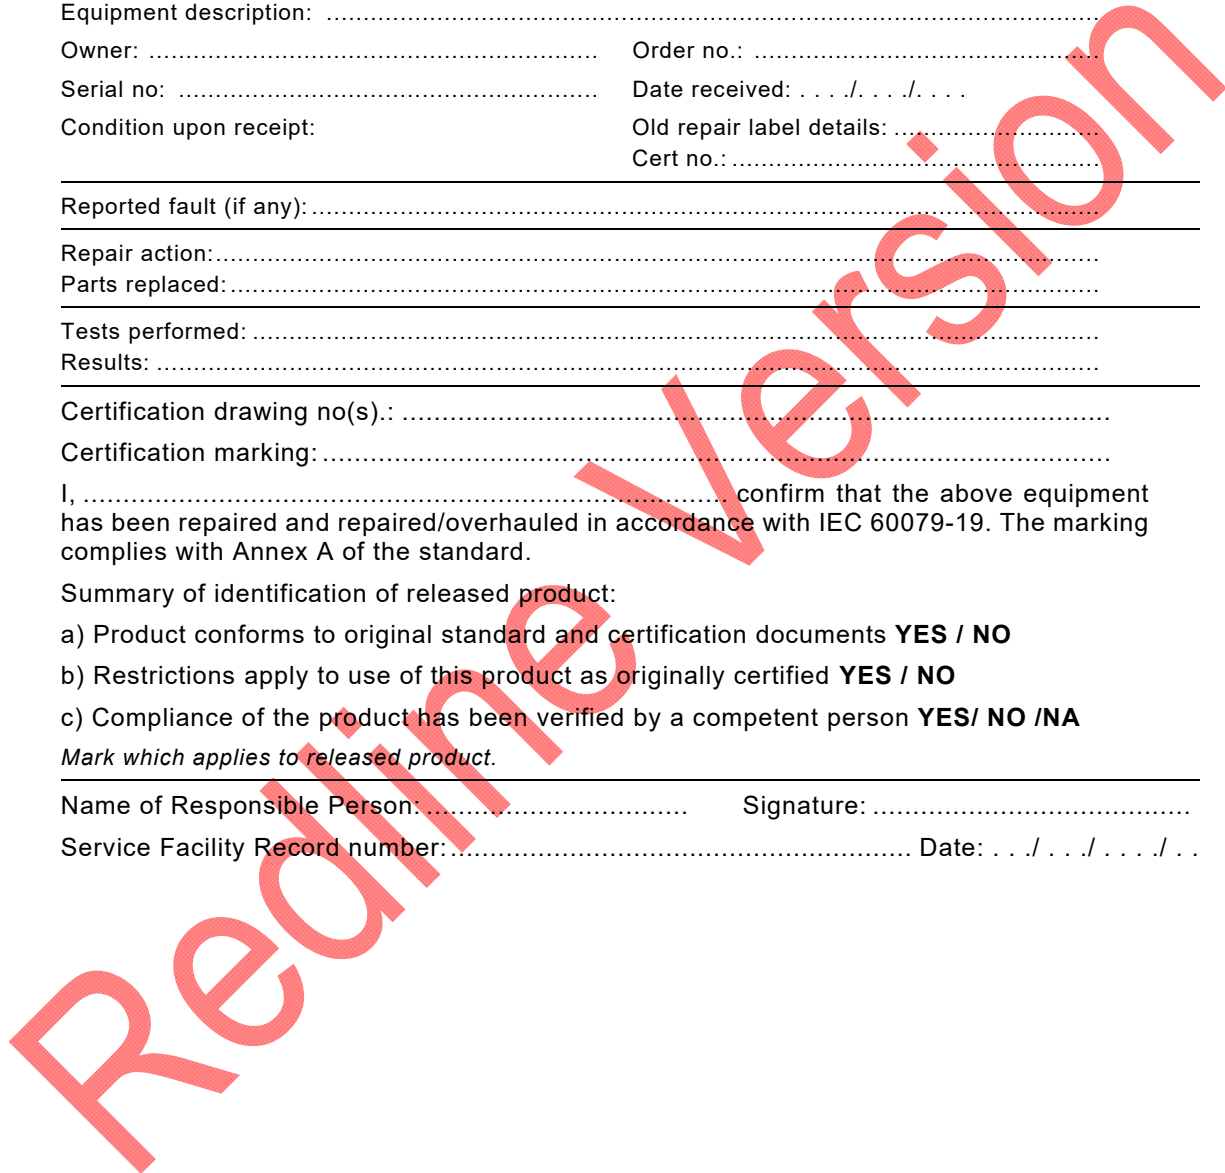 Equipment description: ..........................................................................................................
Owner: ............................................................. Order no.: ...............................................
Serial no: ......................................................... Date received: . . . ./. . . ./. . . .
Condition upon receipt: Old repair label details: ............................
Cert no.: ..................................................
Reported fault (if any): ............................................................................................................
Repair action: ........................................................................................................................
Parts replaced: ......................................................................................................................
Tests performed: ...................................................................................................................
Results: ................................................................................................................................
Certification drawing no(s).: .........................................................................................
Certification marking: ...................................................................................................
I, ................................................................................. confirm that the above equipment
has been repaired and repaired/overhauled in accordance with IEC 60079-19. The marking
complies with Annex A of the standard.
Summary of identification of released product:
a) Product conforms to original standard and certification documents YES / NO
b) Restrictions apply to use of this product as originally certified YES / NO
c) Compliance of the product has been verified by a competent person YES/ NO /NA
Mark which applies to released product.
Name of Responsible Person: ................................. Signature: ........................................
Service Facility Record number: .......................................................... Date: . . ./ . . ./ . . . ./ . .
Redline Version